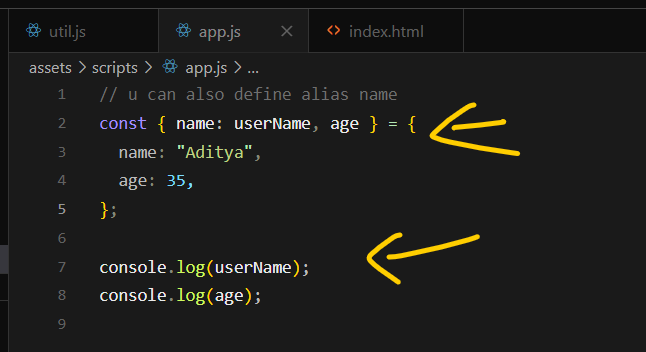 util.js app.js index.html
assets scripts app.js ...
1 // u can also define alias name
2 const { name: userName, age } = {
3 name: "Aditya",
4 age: 35,
5 };
6
7 console.log(userName);
8 console.log(age);
9